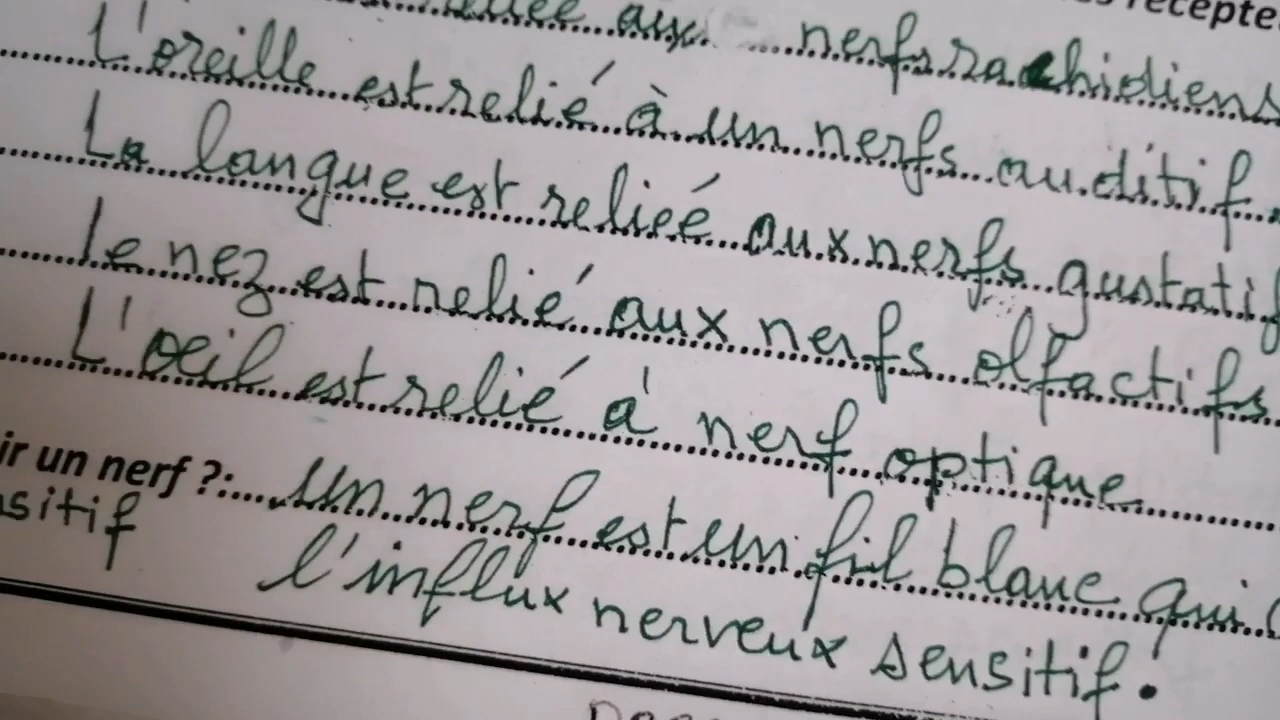 aux nerfs rachidiens
L'oreille est relié à un nerfs auditif
La langue est relieé aux nerfs gustatif
le nez est relié aux nerfs olfactifs
L'oeil est relié à nerf optique
ir un nerf ?: Un nerf est un fil blanc qui
sitif l'influx nerveux sensitif.